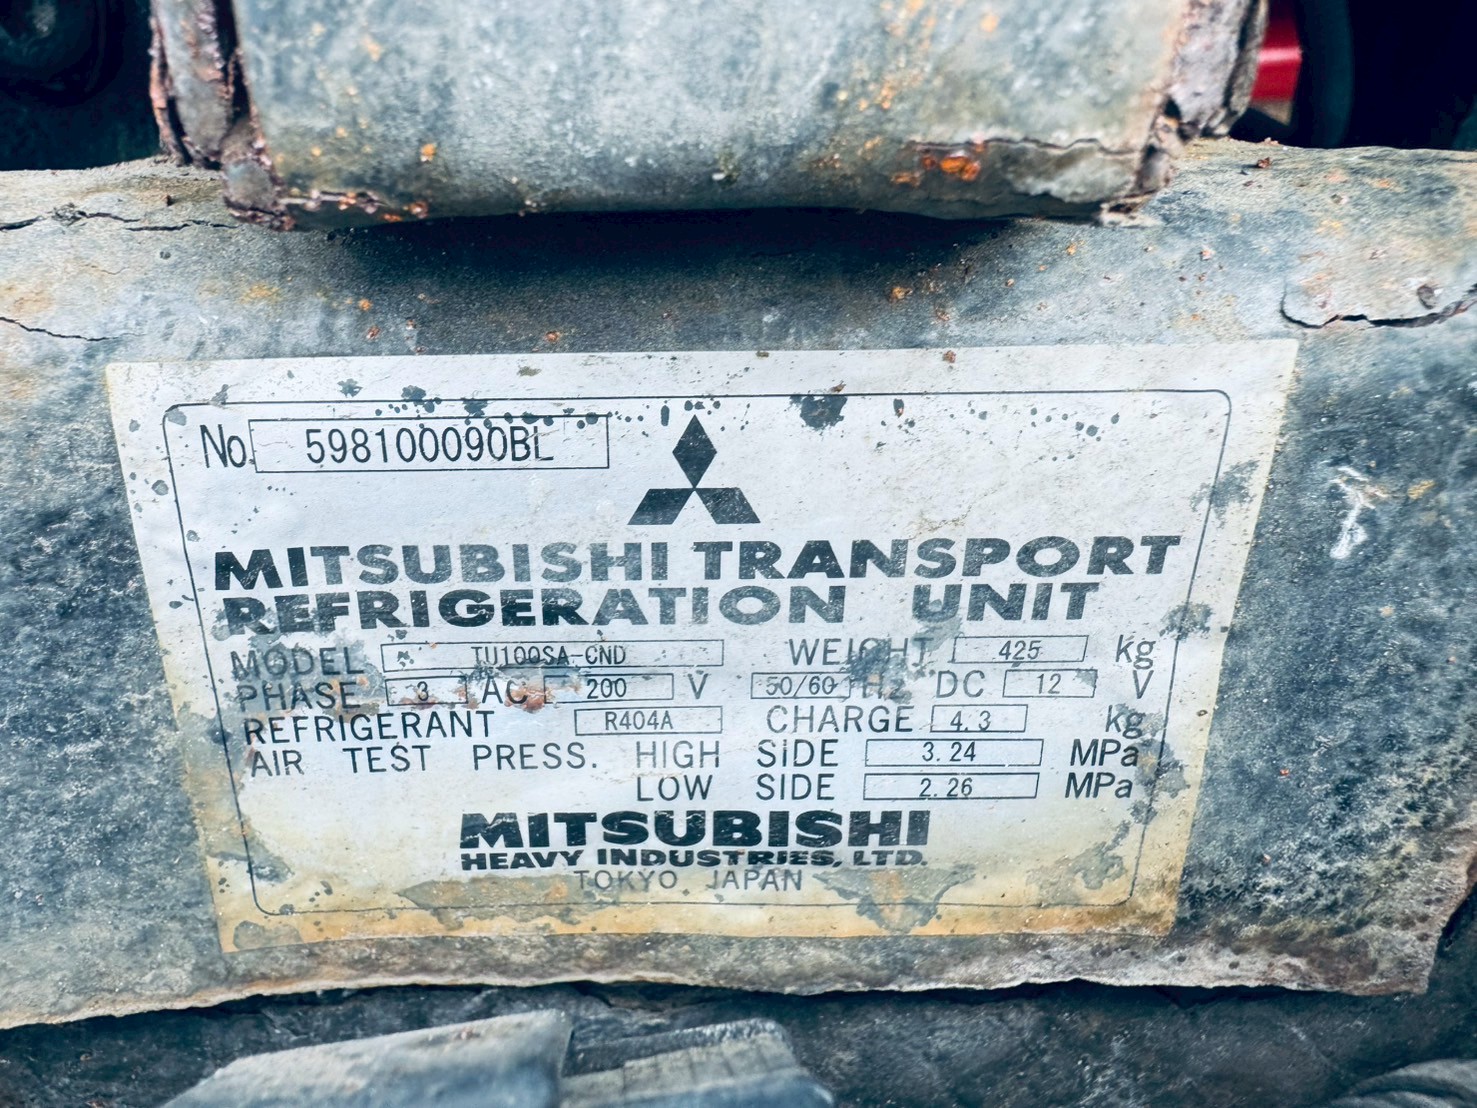 No. 598100090BL
MITSUBISHI TRANSPORT
REFRIGERATION UNIT
MODEL TU100SA-CND WEIGHT 425 kg
PHASE 3 AC 200 V 50/60 Hz DC 12 V
REFRIGERANT R404A CHARGE 4.3 kg
AIR TEST PRESS. HIGH SIDE 3.24 MPa
LOW SIDE 2.26 MPa
MITSUBISHI
HEAVY INDUSTRIES, LTD.
TOKYO JAPAN